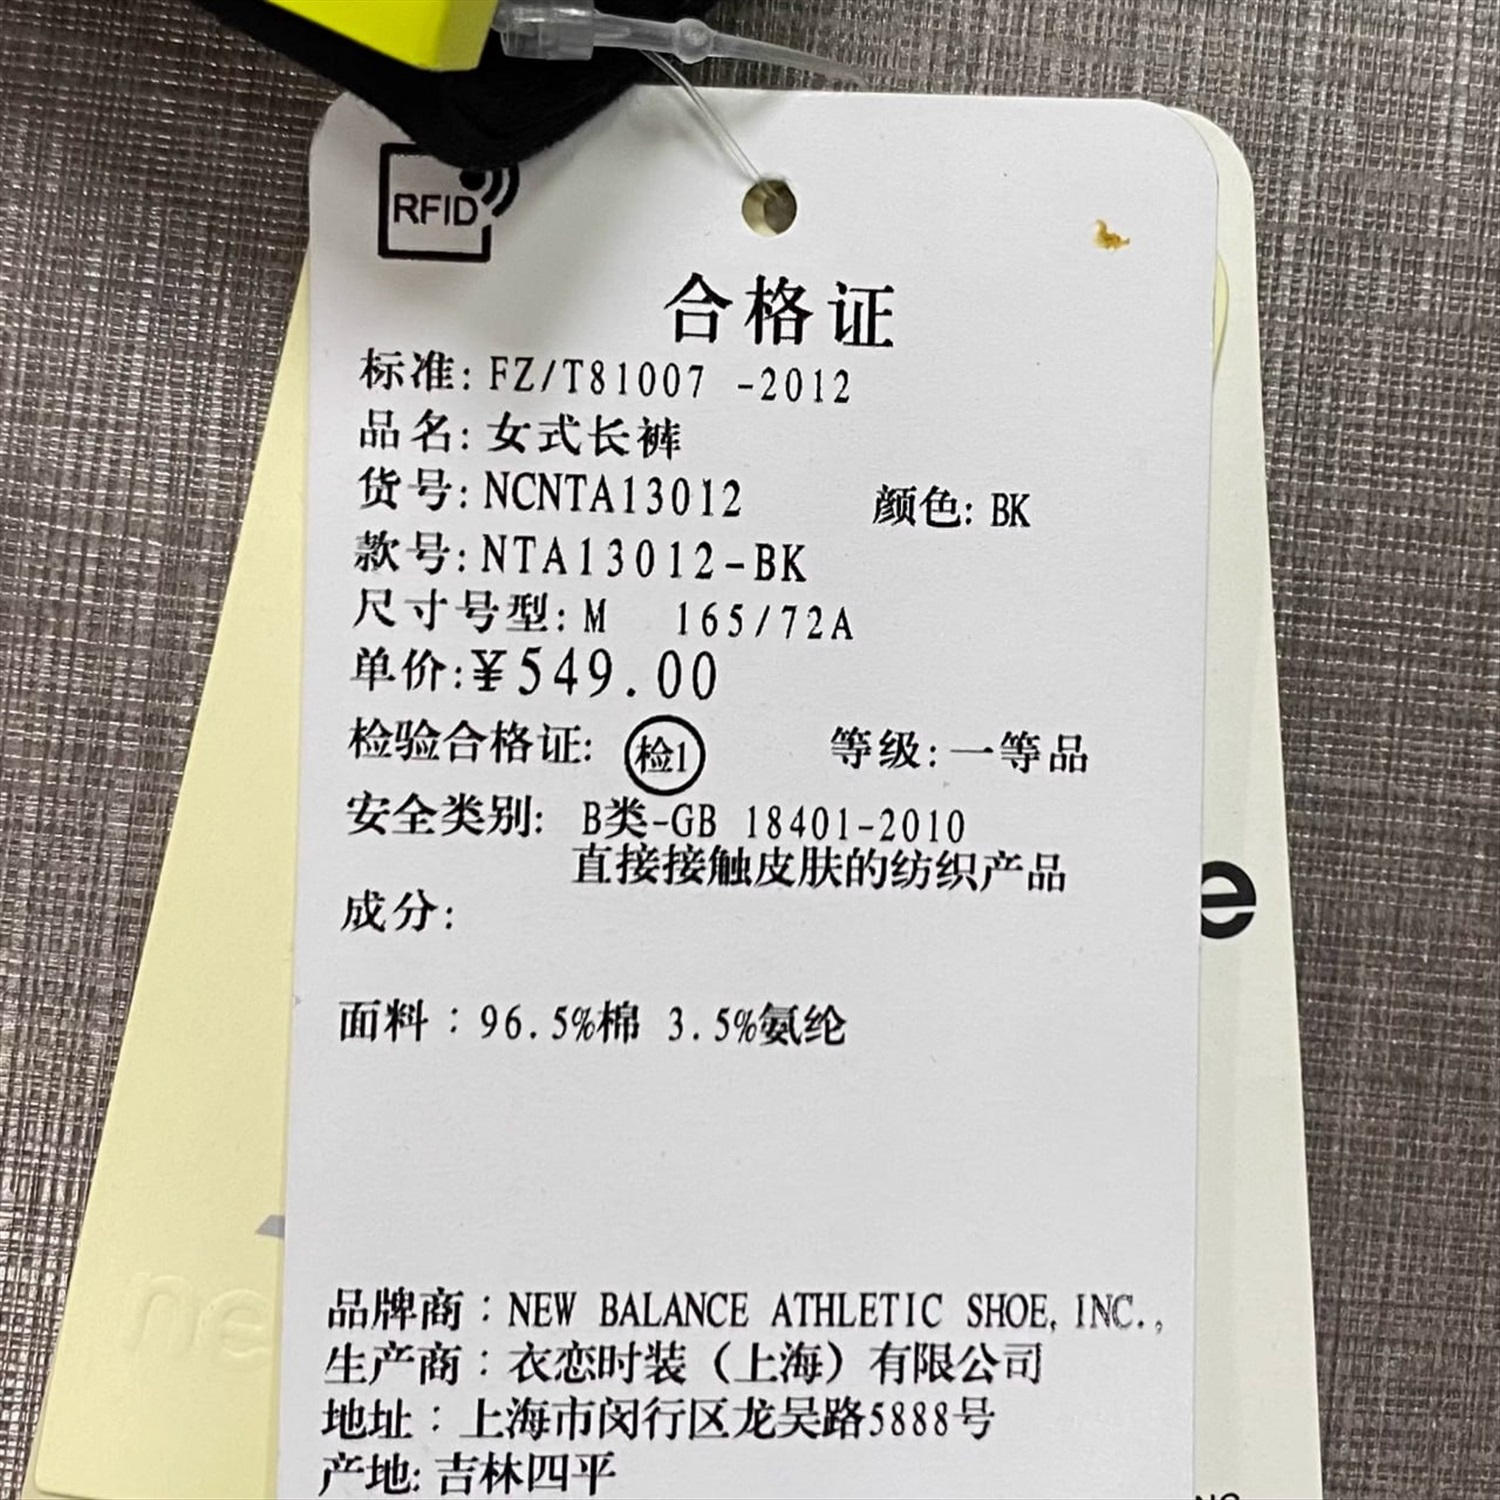 RFID
合格证
标准: FZ/T81007 -2012
品名: 女式长裤
货号: NCNTA13012 颜色: BK
款号: NTA13012-BK
尺寸号型: M 165/72A
单价: ¥549.00
检验合格证: 检1 等级: 一等品
安全类别: B类-GB 18401-2010
直接接触皮肤的纺织产品
成分:
e
面料：96.5%棉 3.5%氨纶
ne
品牌商：NEW BALANCE ATHLETIC SHOE, INC.,
生产商：衣恋时装（上海）有限公司
地址：上海市闵行区龙吴路5888号
产地: 吉林四平